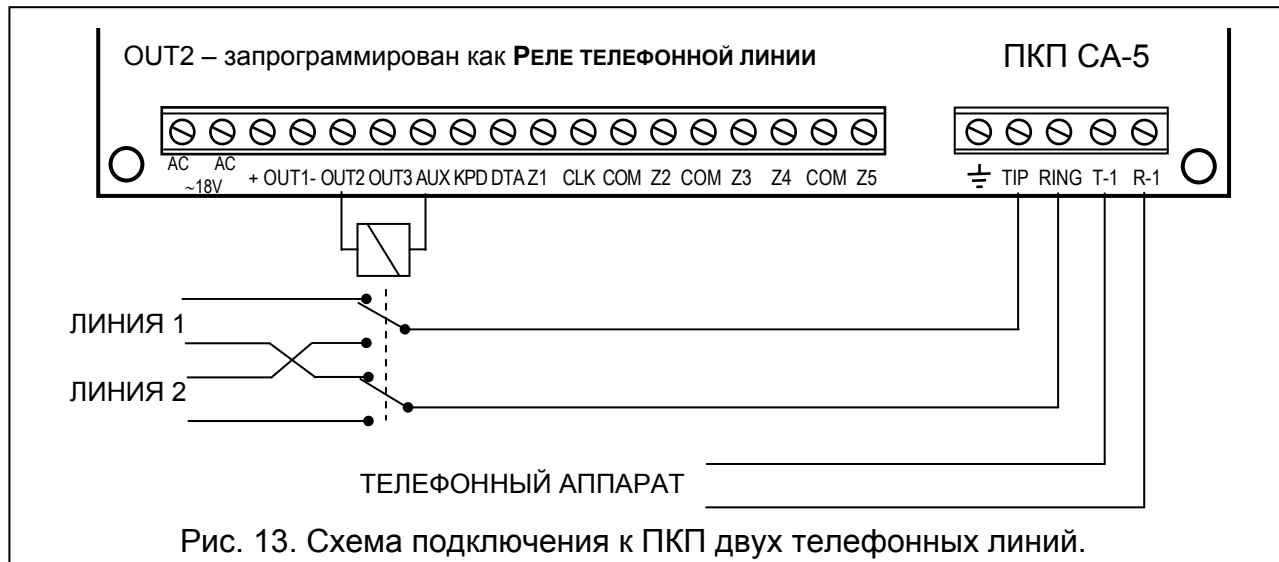 OUT2 – запрограммирован как РЕЛЕ ТЕЛЕФОННОЙ ЛИНИИ
ПКП CA-5
AC AC + OUT1- OUT2 OUT3 AUX KPD DTA Z1 CLK COM Z2 COM Z3 Z4 COM Z5
~18V
TIP RING T-1 R-1
ЛИНИЯ 1
ЛИНИЯ 2
ТЕЛЕФОННЫЙ АППАРАТ
Рис. 13. Схема подключения к ПКП двух телефонных линий.